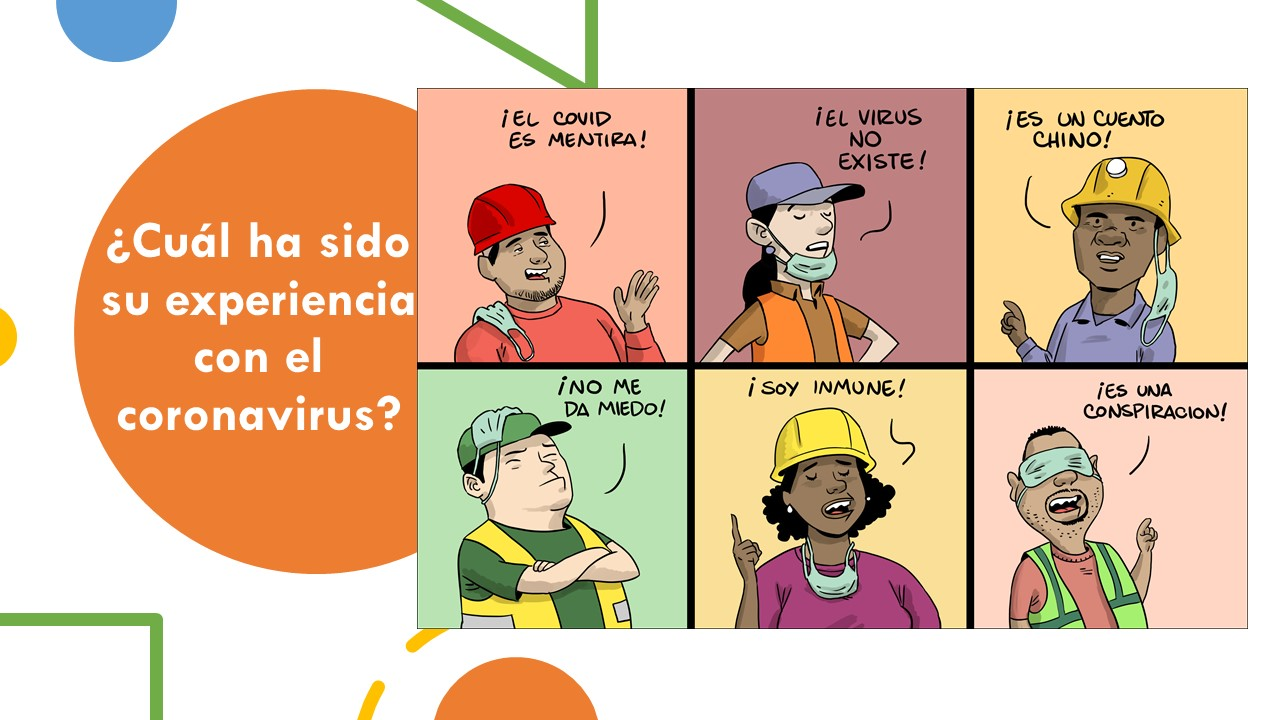 ¿Cuál ha sido
su experiencia
con el
coronavirus?
¡EL COVID
ES MENTIRA!
¡EL VIRUS
NO
EXISTE!
¡ES UN CUENTO
CHINO!
¡NO ME
DA MIEDO!
¡SOY INMUNE!
¡ES UNA
CONSPIRACION!